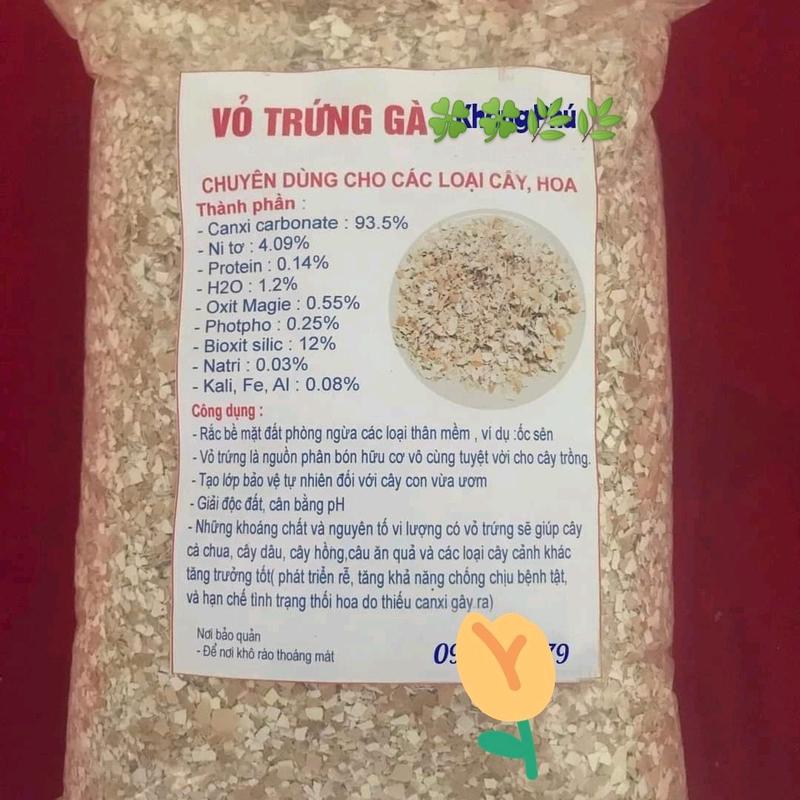 VỎ TRỨNG GÀ
CHUYÊN DÙNG CHO CÁC LOẠI CÂY, HOA
Thành phần :
- Canxi carbonate : 93.5%
- Ni tơ : 4.09%
- Protein : 0.14%
- H2O : 1.2%
- Oxit Magie : 0.55%
- Photpho : 0.25%
- Bioxit silic : 12%
- Natri : 0.03%
- Kali, Fe, Al : 0.08%
Công dụng :
- Rắc bề mặt đất phòng ngừa các loại thân mềm , ví dụ :ốc sên
- Vỏ trứng là nguồn phân bón hữu cơ vô cùng tuyệt vời cho cây trồng.
- Tạo lớp bảo vệ tự nhiên đối với cây con vừa ươm
- Giải độc đất, cân bằng pH
- Những khoáng chất và nguyên tố vi lượng có vỏ trứng sẽ giúp cây
cà chua, cây dâu, cây hồng,câu ăn quả và các loại cây cảnh khác
tăng trưởng tốt( phát triển rễ, tăng khả nặng chống chịu bệnh tật,
và hạn chế tình trạng thối hoa do thiếu canxi gây ra)
Nơi bảo quản
- Để nơi khô ráo thoáng mát
09 79